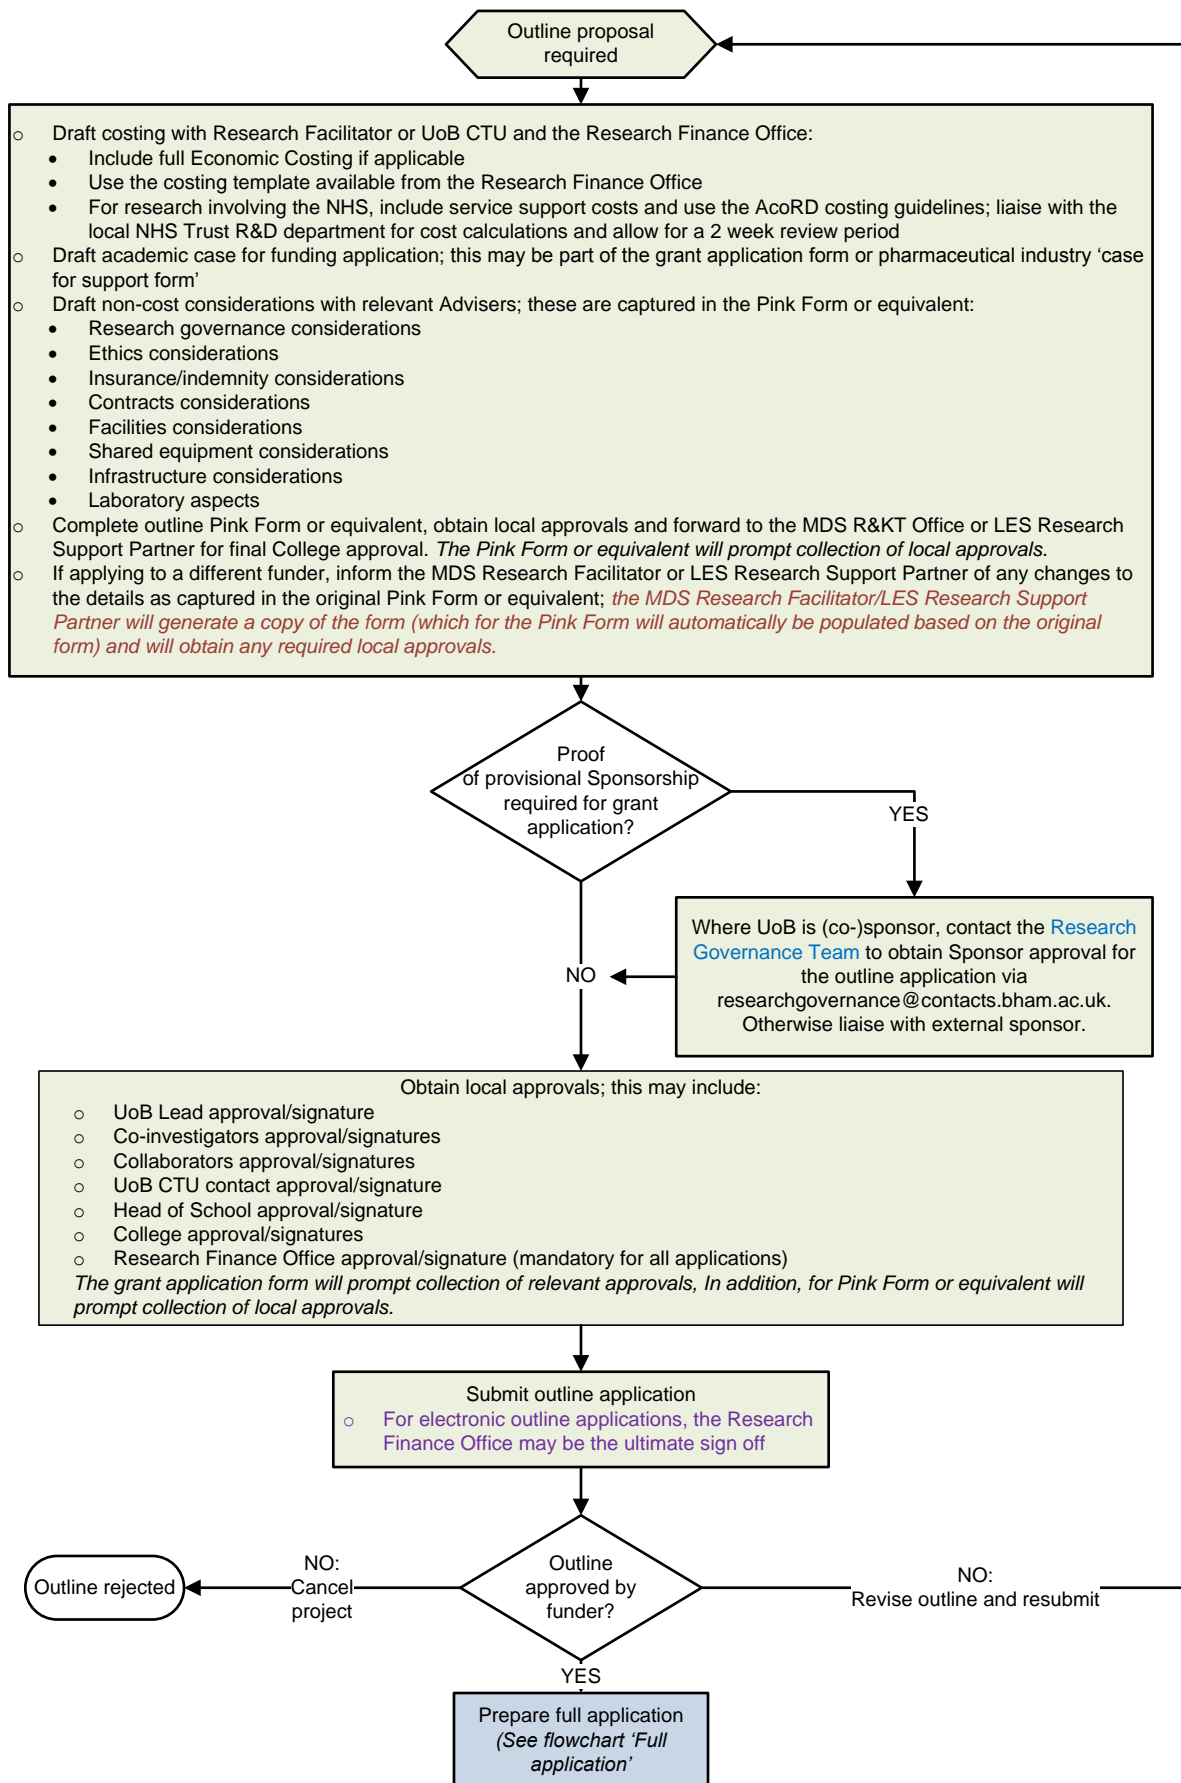 Outline proposal
required
o Draft costing with Research Facilitator or UoB CTU and the Research Finance Office:
• Include full Economic Costing if applicable
• Use the costing template available from the Research Finance Office
• For research involving the NHS, include service support costs and use the AcoRD costing guidelines; liaise with the
local NHS Trust R&D department for cost calculations and allow for a 2 week review period
o Draft academic case for funding application; this may be part of the grant application form or pharmaceutical industry ‘case
for support form’
o Draft non-cost considerations with relevant Advisers; these are captured in the Pink Form or equivalent:
• Research governance considerations
• Ethics considerations
• Insurance/indemnity considerations
• Contracts considerations
• Facilities considerations
• Shared equipment considerations
• Infrastructure considerations
• Laboratory aspects
o Complete outline Pink Form or equivalent, obtain local approvals and forward to the MDS R&KT Office or LES Research
Support Partner for final College approval. The Pink Form or equivalent will prompt collection of local approvals.
o If applying to a different funder, inform the MDS Research Facilitator or LES Research Support Partner of any changes to
the details as captured in the original Pink Form or equivalent; the MDS Research Facilitator/LES Research Support
Partner will generate a copy of the form (which for the Pink Form will automatically be populated based on the original
form) and will obtain any required local approvals.
Proof
of provisional Sponsorship
required for grant
application?
YES
Where UoB is (co-)sponsor, contact the Research
Governance Team to obtain Sponsor approval for
the outline application via
researchgovernance@contacts.bham.ac.uk.
Otherwise liaise with external sponsor.
NO
Obtain local approvals; this may include:
o UoB Lead approval/signature
o Co-investigators approval/signatures
o Collaborators approval/signatures
o UoB CTU contact approval/signature
o Head of School approval/signature
o College approval/signatures
o Research Finance Office approval/signature (mandatory for all applications)
The grant application form will prompt collection of relevant approvals, In addition, for Pink Form or equivalent will
prompt collection of local approvals.
Submit outline application
o For electronic outline applications, the Research
Finance Office may be the ultimate sign off
Outline
approved by
funder?
NO:
Cancel
project
Outline rejected
NO:
Revise outline and resubmit
YES
Prepare full application
(See flowchart ‘Full
application’